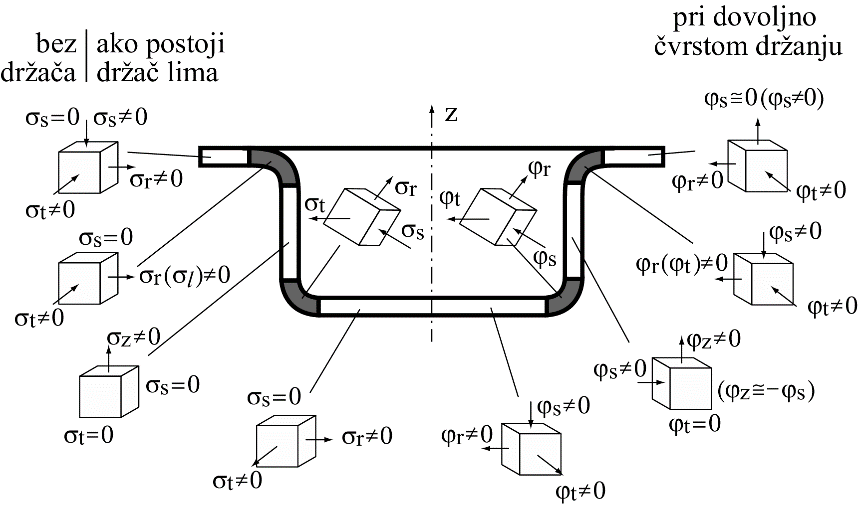 bez | ako postoji
držača | držač lima
pri dovoljno
čvrstom držanju
z
σs=0 σs≠0
σr≠0
σt≠0
σs=0
σr(σl)≠0
σt≠0
σz≠0
σs=0
σt=0
σs=0
σr≠0
σt≠0
σr
σt
σs
φr
φt
φs
φs≅0(φs≠0)
φr≠0
φt≠0
φs≠0
φr(φt)≠0
φt≠0
φz≠0
φs≠0
(φz≅-φs)
φt=0
φs≠0
φr≠0
φt≠0